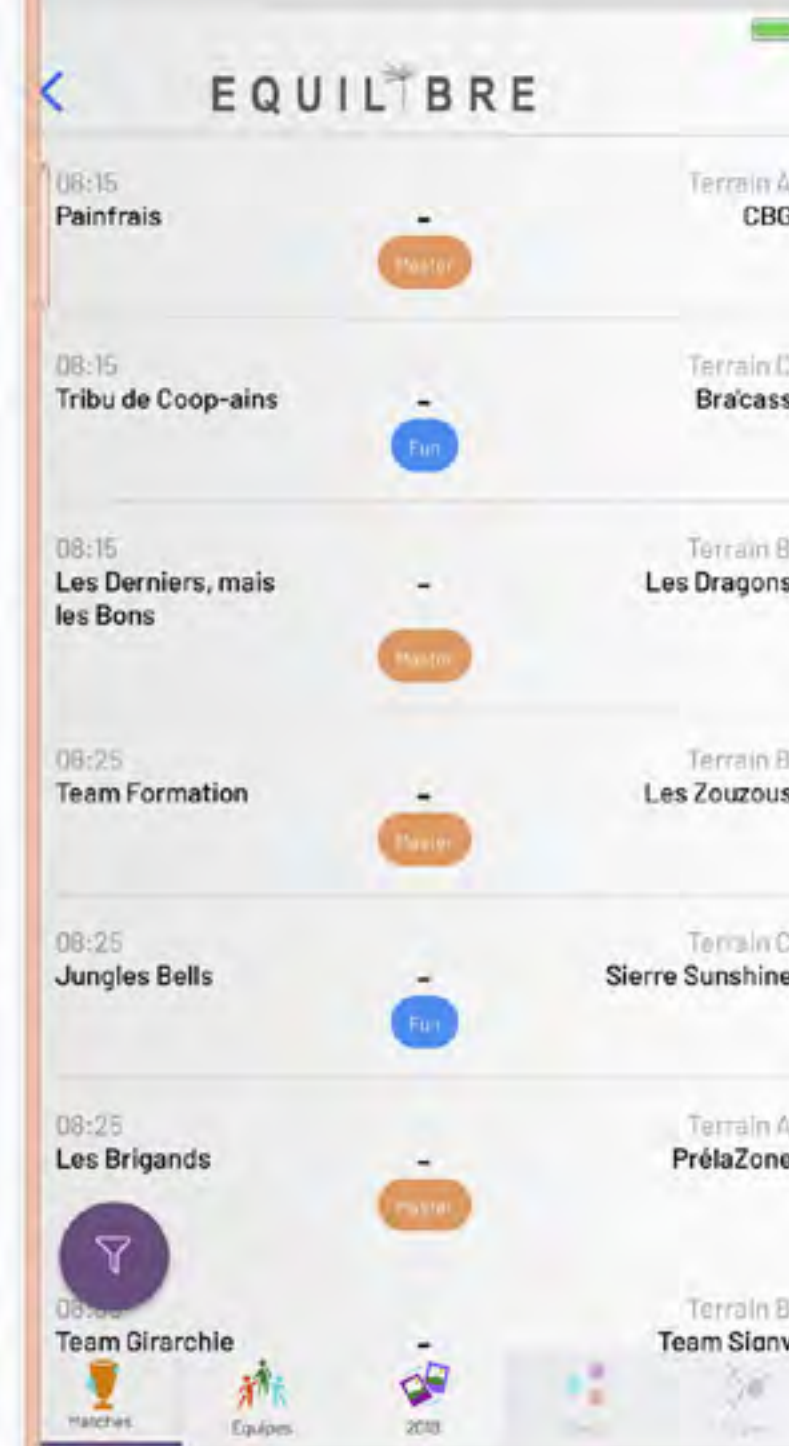 EQUILIBRE
08:15 Terrain A
Painfrais - CBG
Master
08:15 Terrain C
Tribu de Coop-ains - Bra'cass
Fun
08:15 Terrain B
Les Derniers, mais - Les Dragons
les Bons
Master
08:25 Terrain B
Team Formation - Les Zouzous
Master
08:25 Terrain C
Jungles Bells - Sierre Sunshine
Fun
08:25 Terrain A
Les Brigands - PrélaZone
Master
Terrain B
Team Girarchie - Team
Matches Equipes 2018